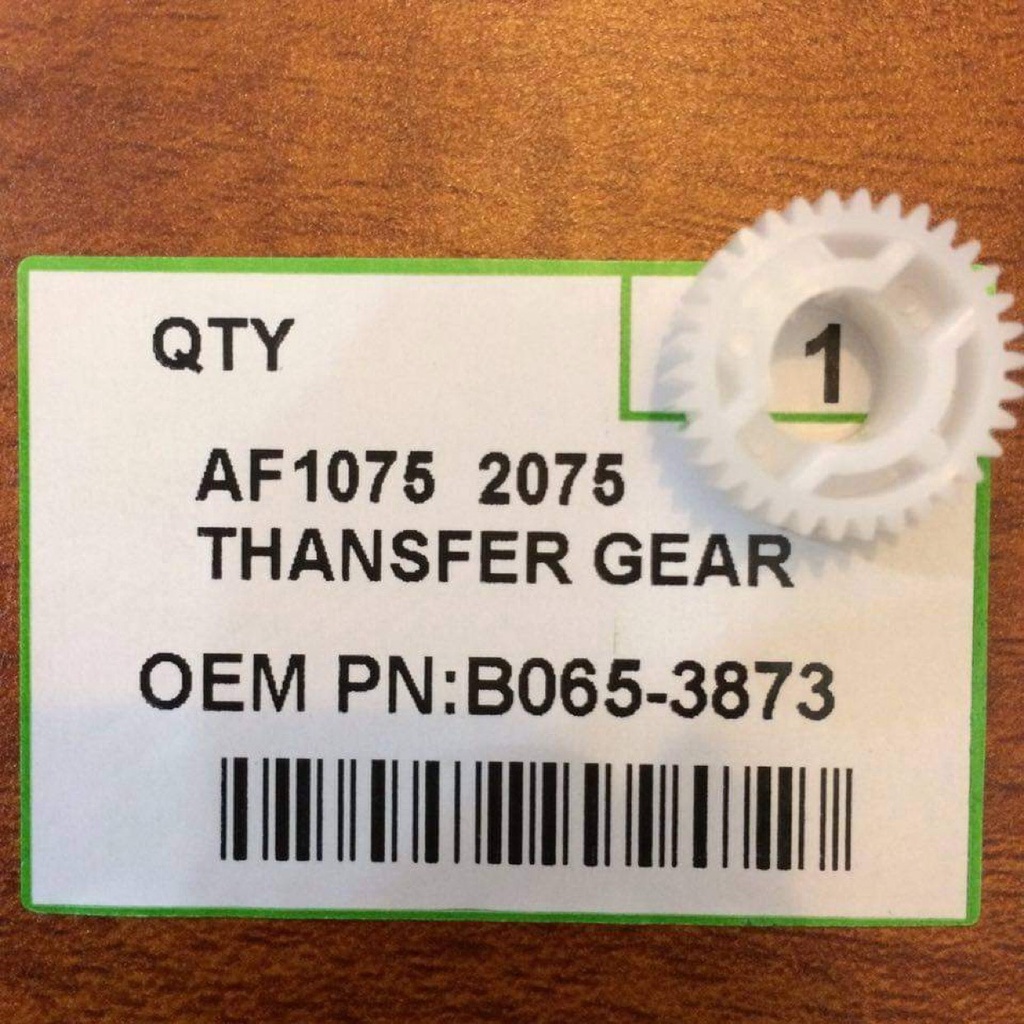 QTY 1
AF1075 2075
THANSFER GEAR
OEM PN:B065-3873